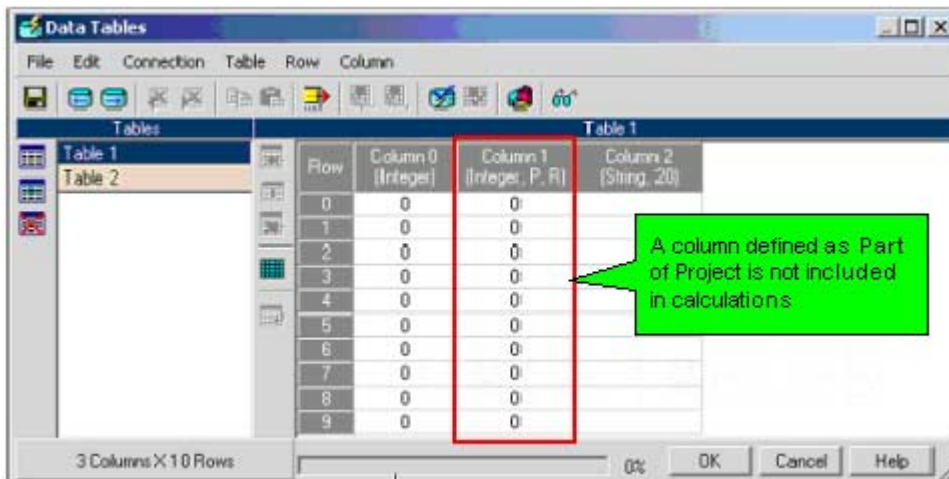 Data Tables
File Edit Connection Table Row Column
Tables
Table 1
Table 1
Table 2
Row Column 0 (Integer) Column 1 (Integer, P, R) Column 2 (String, 20)
0 0 0
1 0 0
2 0 0
3 0 0
4 0 0
5 0 0
6 0 0
7 0 0
8 0 0
9 0 0
A column defined as Part
of Project is not included
in calculations
3 Columns X 10 Rows
0%
OK Cancel Help